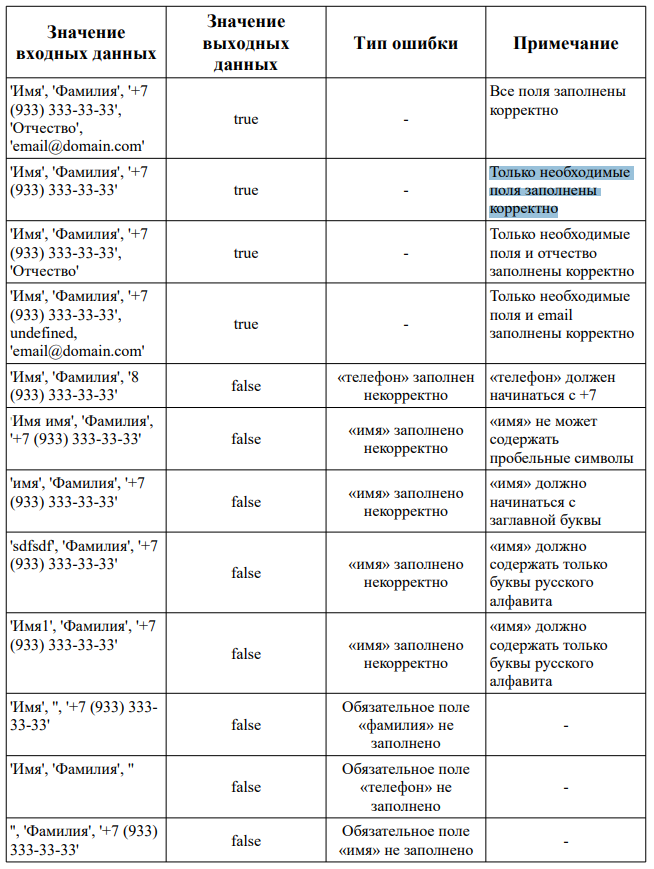 Значение
входных данных
Значение
выходных
данных
Тип ошибки
Примечание
'Имя', 'Фамилия', '+7
(933) 333-33-33',
'Отчество',
'email@domain.com'
true
-
Все поля заполнены
корректно
'Имя', 'Фамилия', '+7
(933) 333-33-33'
true
-
Только необходимые
поля заполнены
корректно
'Имя', 'Фамилия', '+7
(933) 333-33-33',
'Отчество'
true
-
Только необходимые
поля и отчество
заполнены корректно
'Имя', 'Фамилия', '+7
(933) 333-33-33',
undefined,
'email@domain.com'
true
-
Только необходимые
поля и email
заполнены корректно
'Имя', 'Фамилия', '8
(933) 333-33-33'
false
«телефон» заполнен
некорректно
«телефон» должен
начинаться с +7
'Имя имя', 'Фамилия',
'+7 (933) 333-33-33'
false
«имя» заполнено
некорректно
«имя» не может
содержать
пробельные символы
'имя', 'Фамилия', '+7
(933) 333-33-33'
false
«имя» заполнено
некорректно
«имя» должно
начинаться с
заглавной буквы
'sdfsdf', 'Фамилия', '+7
(933) 333-33-33'
false
«имя» заполнено
некорректно
«имя» должно
содержать только
буквы русского
алфавита
'Имя1', 'Фамилия', '+7
(933) 333-33-33'
false
«имя» заполнено
некорректно
«имя» должно
содержать только
буквы русского
алфавита
'Имя', '', '+7 (933) 333-
33-33'
false
Обязательное поле
«фамилия» не
заполнено
-
'Имя', 'Фамилия', ''
false
Обязательное поле
«телефон» не
заполнено
-
'', 'Фамилия', '+7 (933)
333-33-33'
false
Обязательное поле
«имя» не заполнено
-